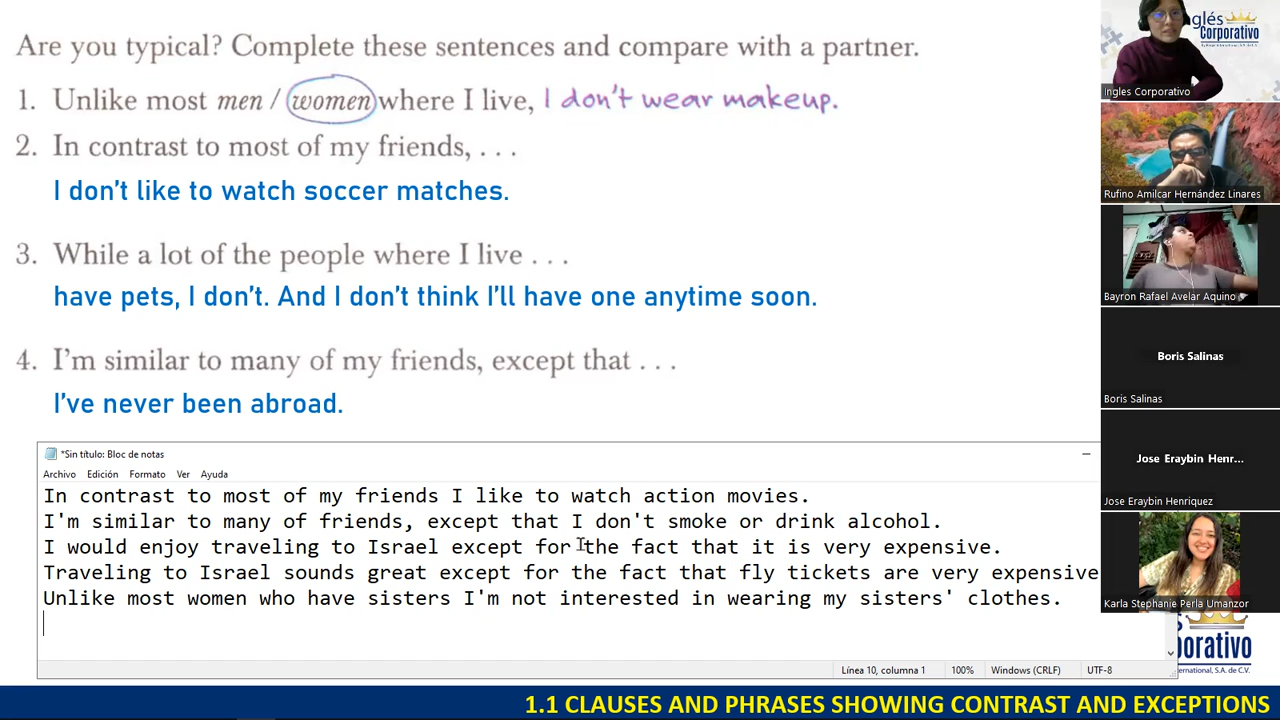 Are you typical? Complete these sentences and compare with a partner.
1. Unlike most men / women where I live, I don't wear makeup.
2. In contrast to most of my friends, . . .
I don't like to watch soccer matches.
3. While a lot of the people where I live . . .
have pets, I don't. And I don't think I'll have one anytime soon.
4. I'm similar to many of my friends, except that . . .
I've never been abroad.
*Sin título: Bloc de notas
Archivo Edición Formato Ver Ayuda
In contrast to most of my friends I like to watch action movies.
I'm similar to many of friends, except that I don't smoke or drink alcohol.
I would enjoy traveling to Israel except for the fact that it is very expensive.
Traveling to Israel sounds great except for the fact that fly tickets are very expensive
Unlike most women who have sisters I'm not interested in wearing my sisters' clothes.
Línea 10, columna 1 100% Windows (CRLF) UTF-8
1.1 CLAUSES AND PHRASES SHOWING CONTRAST AND EXCEPTIONS
glés
Corporativo
Ingles Corporativo
Rufino Amilcar Hernández Linares
Bayron Rafael Avelar Aquino
Boris Salinas
Boris Salinas
Jose Eraybin Henr...
Jose Eraybin Henriquez
Karla Stephanie Perla Umanzor
orporativo
International, S.A. de C.V.